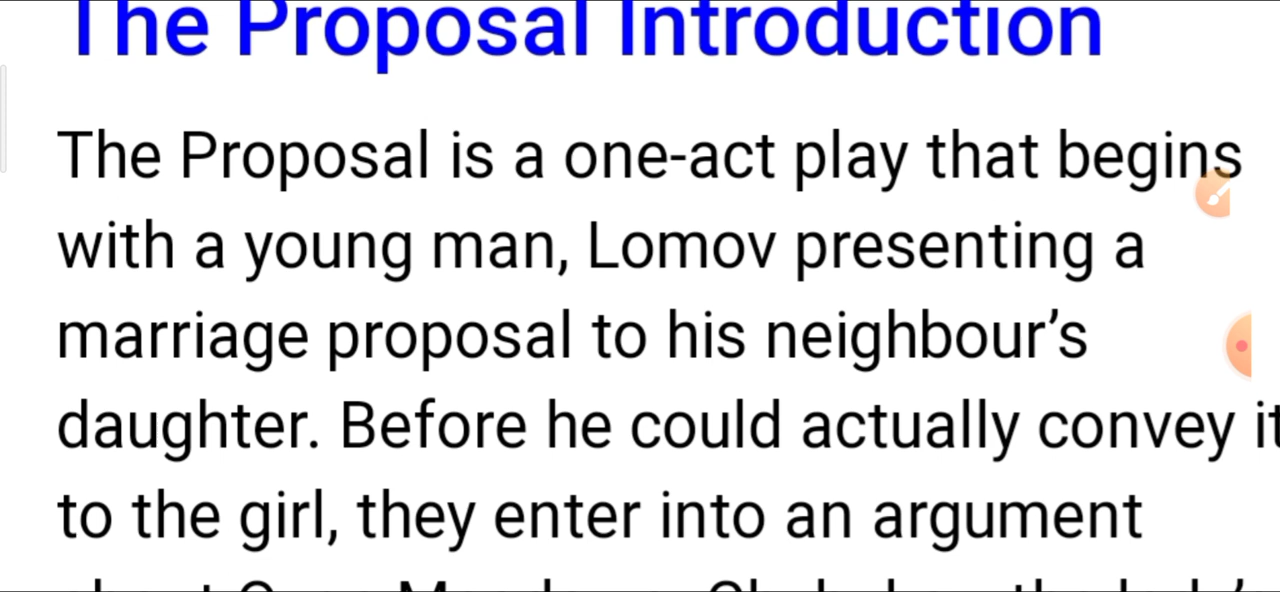 The Proposal Introduction
The Proposal is a one-act play that begins
with a young man, Lomov presenting a
marriage proposal to his neighbour’s
daughter. Before he could actually convey it
to the girl, they enter into an argument